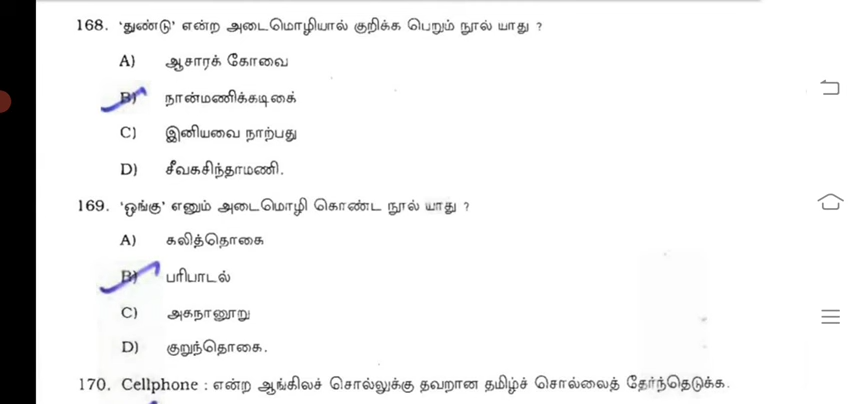 168. 'துண்டு' என்ற அடைமொழியால் குறிக்க பெறும் நூல் யாது ?
A) ஆசாரக் கோவை
B) நான்மணிக்கடிகை
C) இனியவை நாற்பது
D) சீவகசிந்தாமணி.
169. 'ஒங்கு' எனும் அடைமொழி கொண்ட நூல் யாது ?
A) கலித்தொகை
B) பரிபாடல்
C) அகநானூறு
D) குறுந்தொகை.
170. Cellphone : என்ற ஆங்கிலச் சொல்லுக்கு தவறான தமிழ்ச் சொல்லைத் தேர்ந்தெடுக்க.